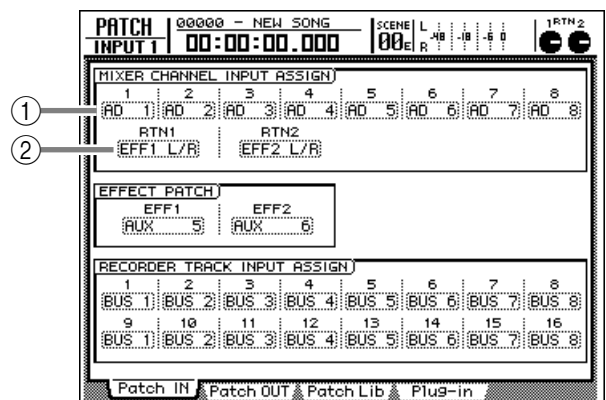 PATCH 00000 - NEW SONG SCENE L -48 -18 -6 0 1 RTN 2
INPUT 1 00:00:00.000 00E R
MIXER CHANNEL INPUT ASSIGN
1 2 3 4 5 6 7 8
① AD 1 AD 2 AD 3 AD 4 AD 5 AD 6 AD 7 AD 8
RTN1 RTN2
② EFF1 L/R EFF2 L/R
EFFECT PATCH
EFF1 EFF2
AUX 5 AUX 6
RECORDER TRACK INPUT ASSIGN
1 2 3 4 5 6 7 8
BUS 1 BUS 2 BUS 3 BUS 4 BUS 5 BUS 6 BUS 7 BUS 8
9 10 11 12 13 14 15 16
BUS 1 BUS 2 BUS 3 BUS 4 BUS 5 BUS 6 BUS 7 BUS 8
Patch IN Patch OUT Patch Lib Plug-in